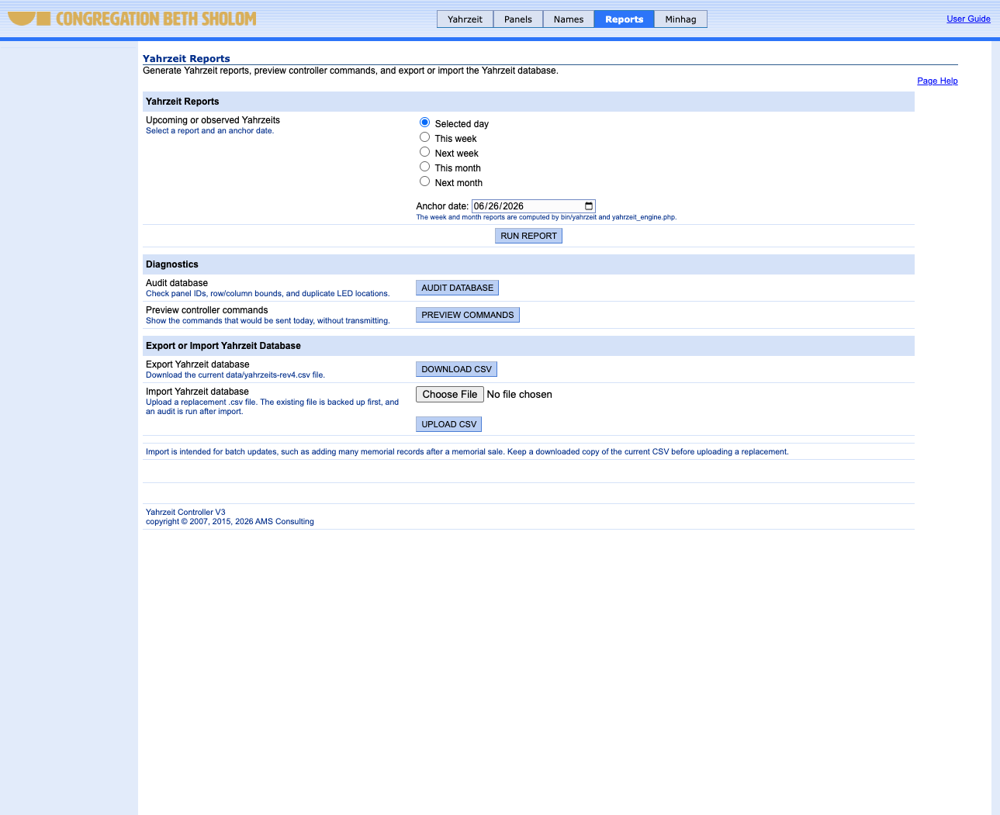 CONGREGATION BETH SHOLOM
Yahrzeit Panels Names Reports Minhag
User Guide
Yahrzeit Reports
Generate Yahrzeit reports, preview controller commands, and export or import the Yahrzeit database.
Page Help
Yahrzeit Reports
Upcoming or observed Yahrzeits
Select a report and an anchor date.
Selected day
This week
Next week
This month
Next month
Anchor date: 06/26/2026
The week and month reports are computed by bin/yahrzeit and yahrzeit_engine.php.
RUN REPORT
Diagnostics
Audit database
Check panel IDs, row/column bounds, and duplicate LED locations.
AUDIT DATABASE
Preview controller commands
Show the commands that would be sent today, without transmitting.
PREVIEW COMMANDS
Export or Import Yahrzeit Database
Export Yahrzeit database
Download the current data/yahrzeits-rev4.csv file.
DOWNLOAD CSV
Import Yahrzeit database
Upload a replacement .csv file. The existing file is backed up first, and
an audit is run after import.
Choose File No file chosen
UPLOAD CSV
Import is intended for batch updates, such as adding many memorial records after a memorial sale. Keep a downloaded copy of the current CSV before uploading a replacement.
Yahrzeit Controller V3
copyright © 2007, 2015, 2026 AMS Consulting